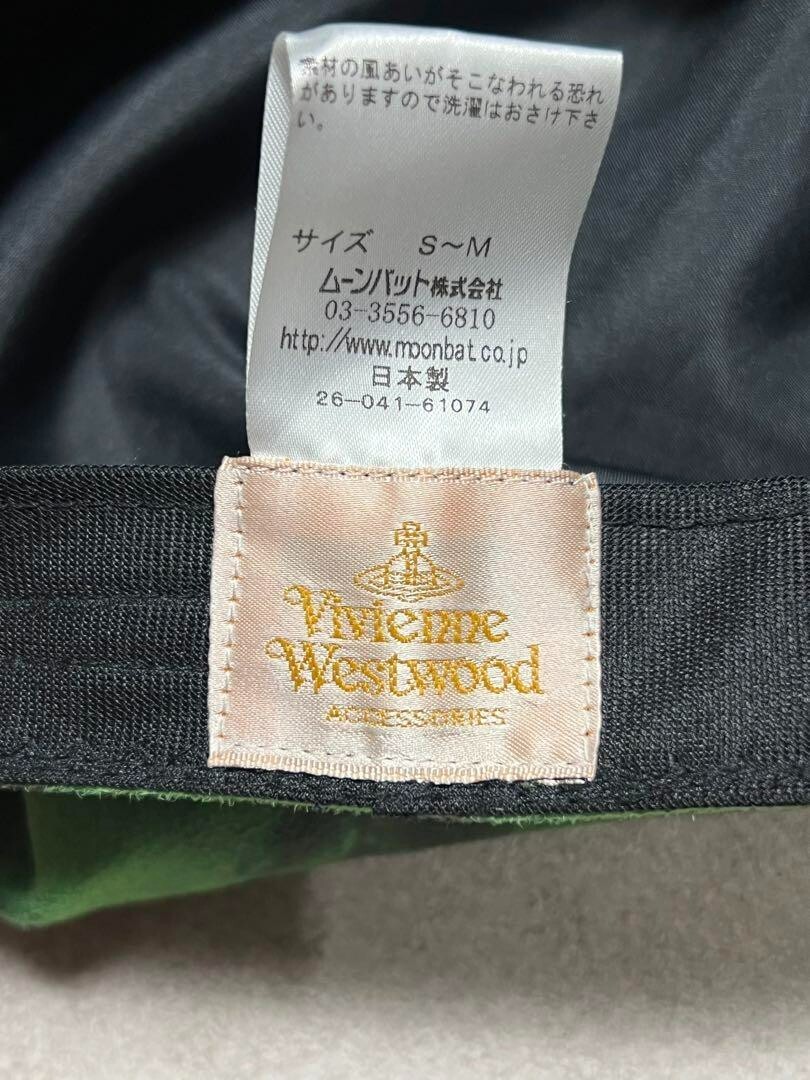 素材の風あいがそこなわれる恐れ
がありますので洗濯はおさけ下さ
い。
サイズ S～M
ムーンバット株式会社
03-3556-6810
http://www.moonbat.co.jp
日本製
26-041-61074
Vivienne
Westwood
ACCESSORIES